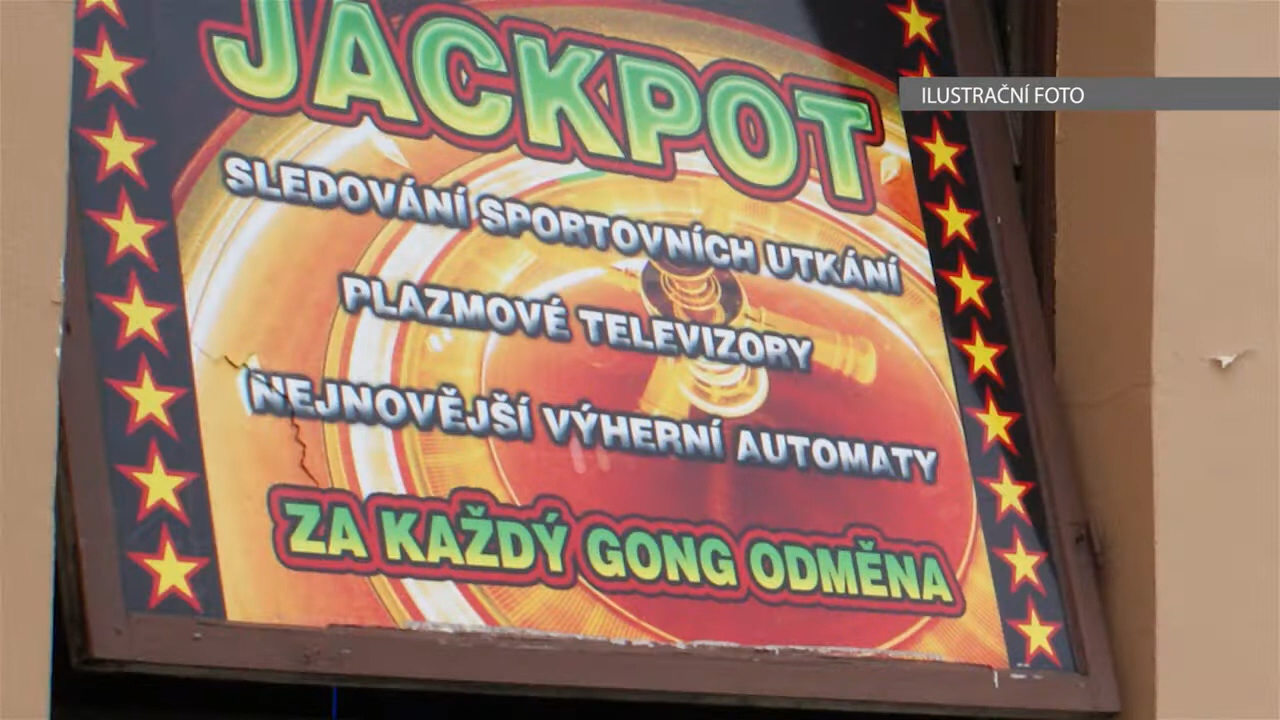 JACKPOT
ILUSTRAČNÍ FOTO
SLEDOVÁNÍ SPORTOVNÍCH UTKÁNÍ
PLAZMOVÉ TELEVIZORY
NEJNOVĚJŠÍ VÝHERNÍ AUTOMATY
ZA KAŽDÝ GONG ODMĚNA